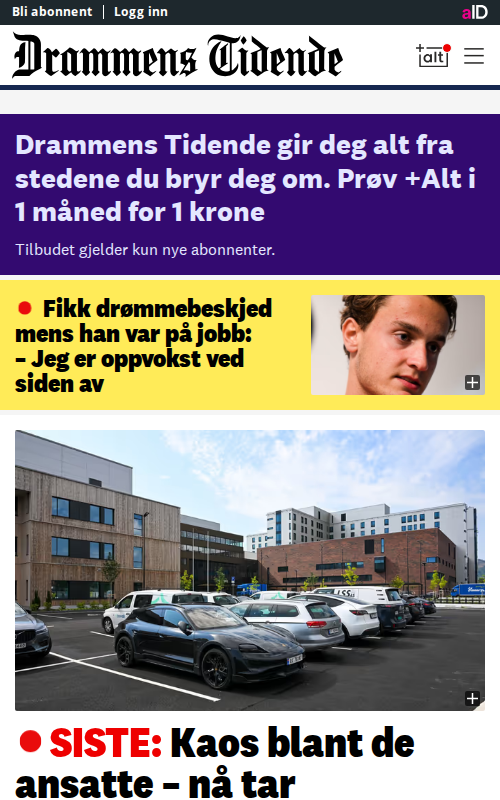 Bli abonnent
Logg inn
aID
Drammens Tidende
+alt
Drammens Tidende gir deg alt fra
stedene du bryr deg om. Prøv +Alt i
1 måned for 1 krone
Tilbudet gjelder kun nye abonnenter.
Fikk drømmebeskjed
mens han var på jobb:
– Jeg er oppvokst ved
siden av
SISTE: Kaos blant de
ansatte – nå tar